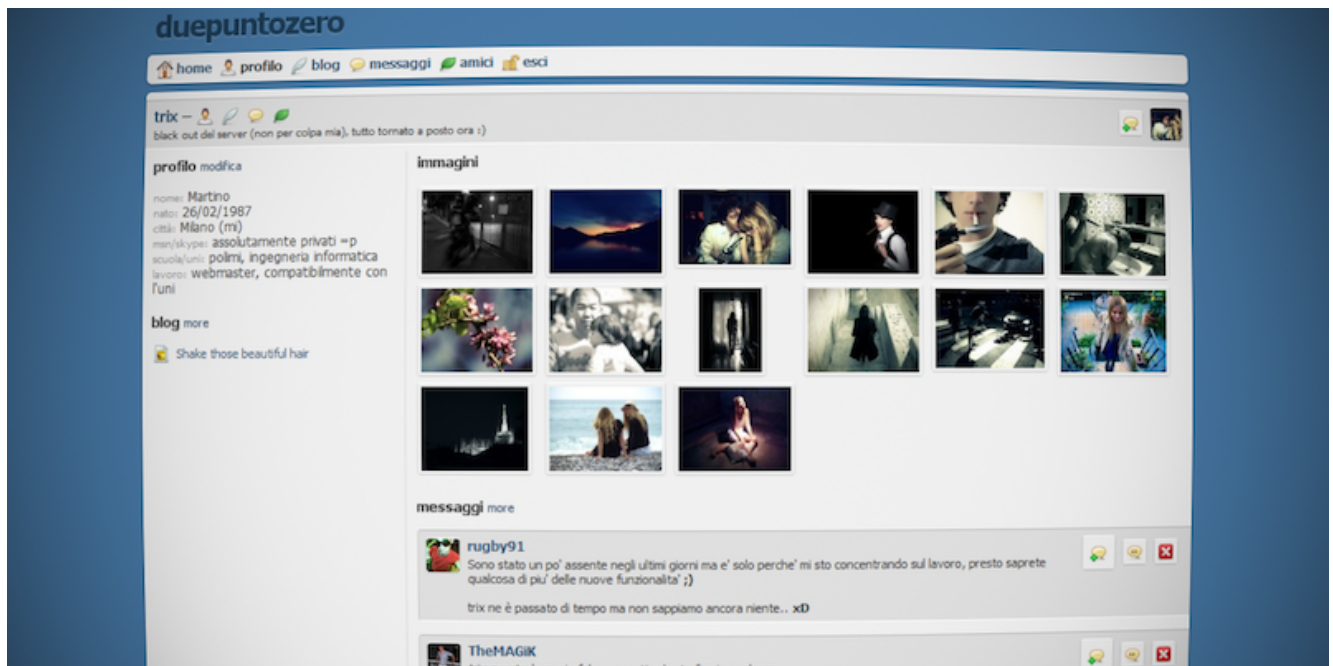 duepuntozero
home profilo blog messaggi amici esci
trix –
black out del server (non per colpa mia), tutto tornato a posto ora :)
profilo modifica
nome: Martino
nato: 26/02/1987
città: Milano (mi)
msn/skype: assolutamente privati =p
scuola/uni: polimi, ingegneria informatica
lavoro: webmaster, compatibilmente con
l'uni
blog more
Shake those beautiful hair
immagini
messaggi more
rugby91
Sono stato un po' assente negli ultimi giorni ma e' solo perche' mi sto concentrando sul lavoro, presto saprete
qualcosa di piu' delle nuove funzionalita' ;)
trix ne è passato di tempo ma non sappiamo ancora niente.. xD
TheMAGiK